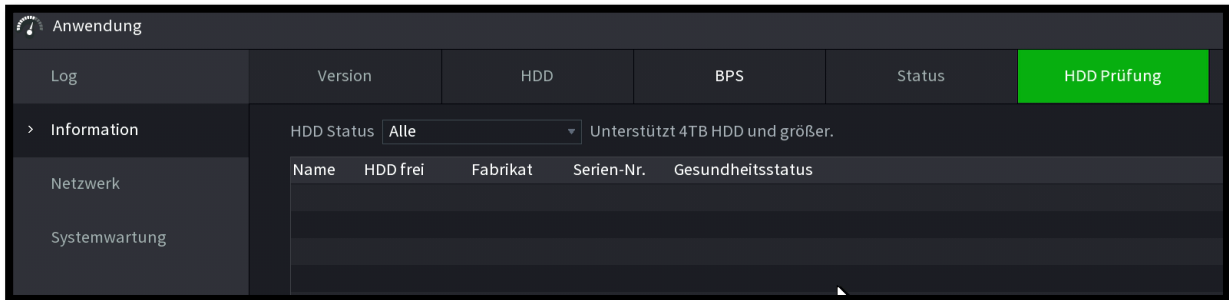 Anwendung
Log
Version HDD BPS Status HDD Prüfung
> Information
HDD Status Alle Unterstützt 4TB HDD und größer.
Name HDD frei Fabrikat Serien-Nr. Gesundheitsstatus
Netzwerk
Systemwartung